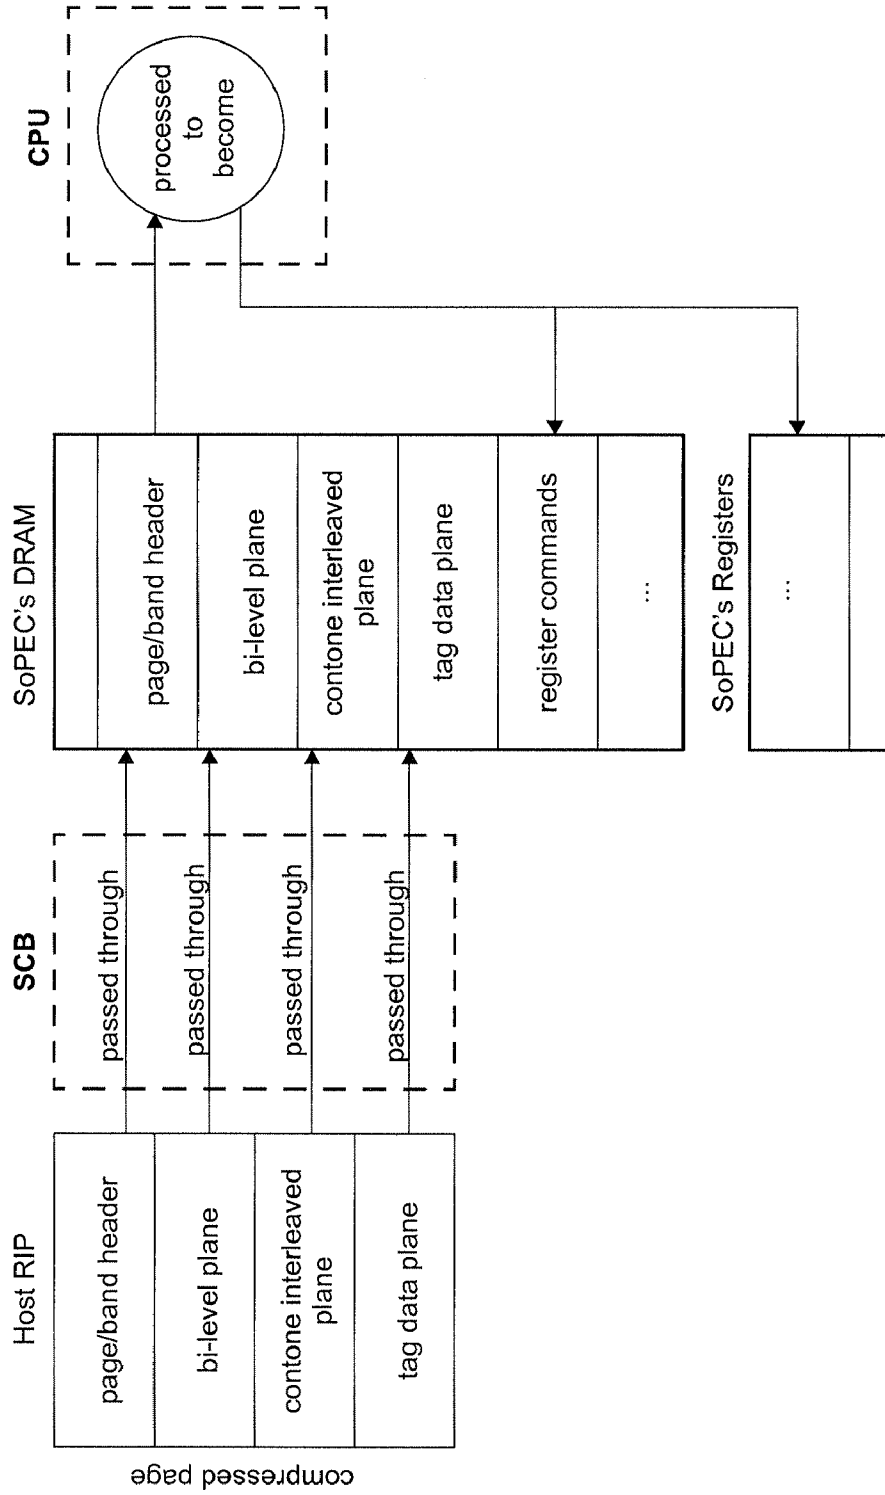 compressed page
Host RIP
page/band header
bi-level plane
contone interleaved
plane
tag data plane
SCB
passed through
passed through
passed through
passed through
SoPEC's DRAM
page/band header
bi-level plane
contone interleaved
plane
tag data plane
register commands
...
CPU
processed
to
become
SoPEC's Registers
...